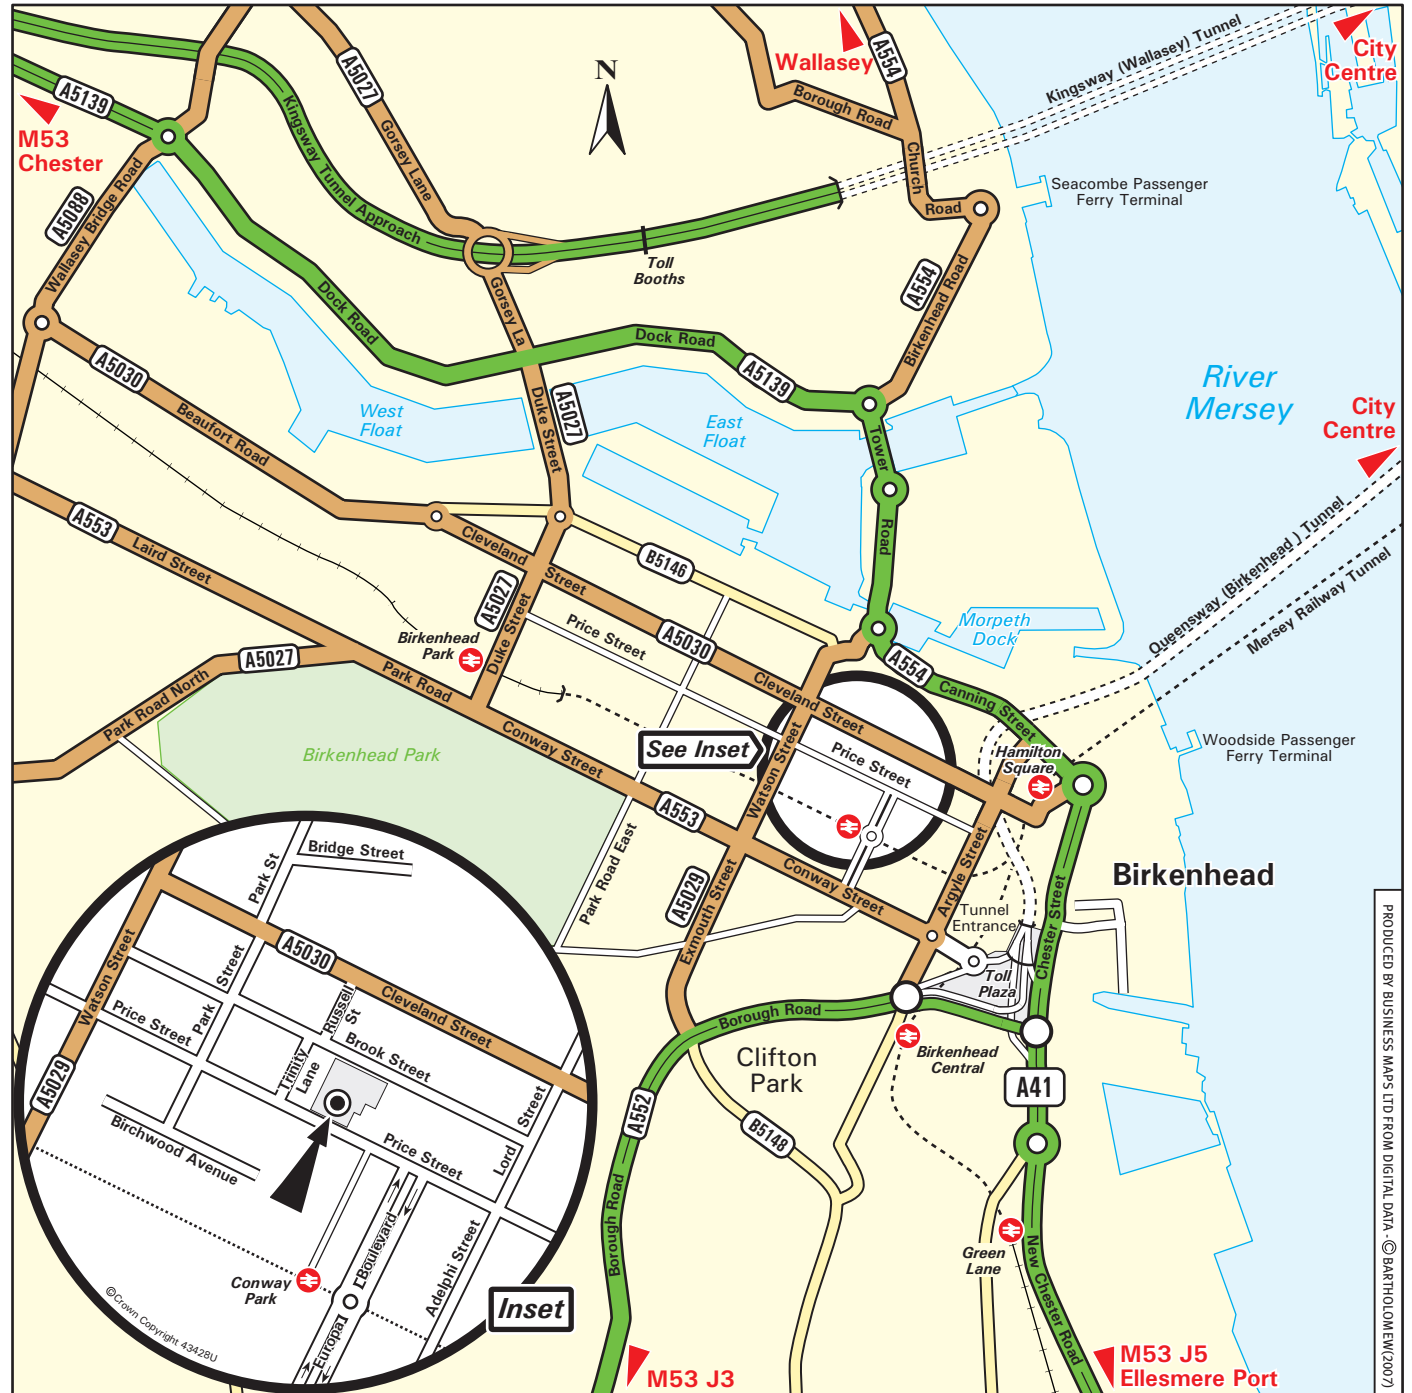 Wallasey
A554
Kingsway (Wallasey) Tunnel
City
Centre
A5027
N
Borough Road
A5139
M53
Chester
Kingsway Tunnel Approach
Gorsey Lane
Church
Road
Seacombe Passenger
Ferry Terminal
A5088
Wallasey Bridge Road
Toll
Booths
Gorsey La
A554
Birkenhead Road
Dock Road
Dock Road
A5139
River
Mersey
A5030
Beaufort Road
West
Float
Duke Street
A5027
East
Float
Tower
Road
City
Centre
A553
Laird Street
Cleveland
Street
B5146
Queensway (Birkenhead ) Tunnel
Mersey Railway Tunnel
A5027
Duke Street
Price Street
A5030
Morpeth
Dock
Birkenhead
Park
A5027
Park Road North
Park Road
Cleveland Street
A554
Canning Street
Birkenhead Park
Conway Street
See Inset
Watson Street
Price Street
Hamilton
Square
Woodside Passenger
Ferry Terminal
A553
Park Road East
Conway Street
Argyle Street
Birkenhead
A5029
Exmouth Street
Tunnel
Entrance
Chester Street
Toll
Plaza
Borough Road
Clifton
Park
Birkenhead
Central
A41
A552
B5148
Borough Road
Green
Lane
New Chester Road
M53 J3
M53 J5
Ellesmere Port
Bridge Street
Park St
A5030
Watson Street
Street
Park
Russell
St
Cleveland Street
Price Street
Trinity
Lane
Brook Street
A5029
Birchwood Avenue
Price Street
Street
Lord
Boulevard
Europa
Adelphi Street
Conway
Park
Inset
©Crown Copyright 43428U
PRODUCED BY BUSINESS MAPS LTD FROM DIGITAL DATA - © BARTHOLOMEW(2007)